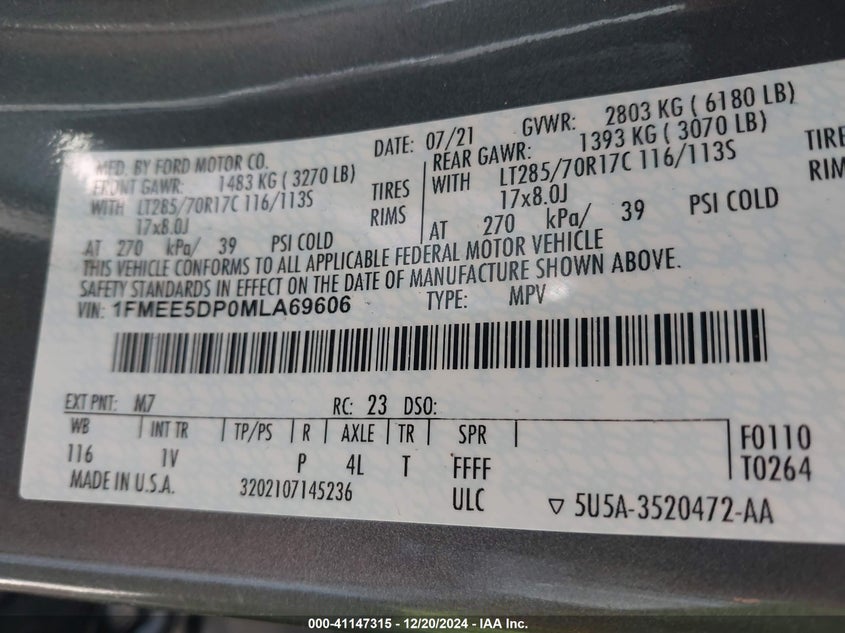 MFD. BY FORD MOTOR CO.
DATE: 07/21 GVWR: 2803 KG ( 6180 LB)
FRONT GAWR: 1483 KG ( 3270 LB)
REAR GAWR: 1393 KG ( 3070 LB)
WITH LT285/70R17C 116/113S TIRES
WITH LT285/70R17C 116/113S TIRES
17x8.0J RIMS
17x8.0J RIMS
AT 270 kPa/ 39 PSI COLD
AT 270 kPa/ 39 PSI COLD
THIS VEHICLE CONFORMS TO ALL APPLICABLE FEDERAL MOTOR VEHICLE
SAFETY STANDARDS IN EFFECT ON THE DATE OF MANUFACTURE SHOWN ABOVE.
VIN: 1FMEE5DP0MLA69606 TYPE: MPV
EXT PNT: M7 RC: 23 DSO:
WB INT TR TP/PS R AXLE TR SPR
116 1V P 4L T FFFF
F0110
T0264
MADE IN U.S.A. 3202107145236 ULC
▽ 5U5A-3520472-AA
000-41147315 - 12/20/2024 - IAA Inc.